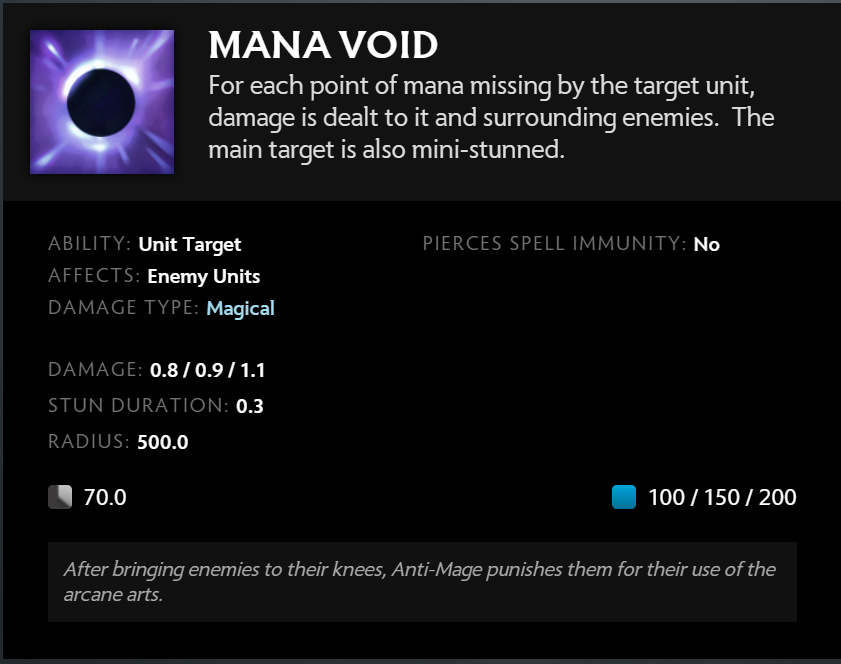 MANA VOID
For each point of mana missing by the target unit,
damage is dealt to it and surrounding enemies.  The
main target is also mini-stunned.
ABILITY: Unit Target
PIERCES SPELL IMMUNITY: No
AFFECTS: Enemy Units
DAMAGE TYPE: Magical
DAMAGE: 0.8 / 0.9 / 1.1
STUN DURATION: 0.3
RADIUS: 500.0
70.0
100 / 150 / 200
After bringing enemies to their knees, Anti-Mage punishes them for their use of the
arcane arts.